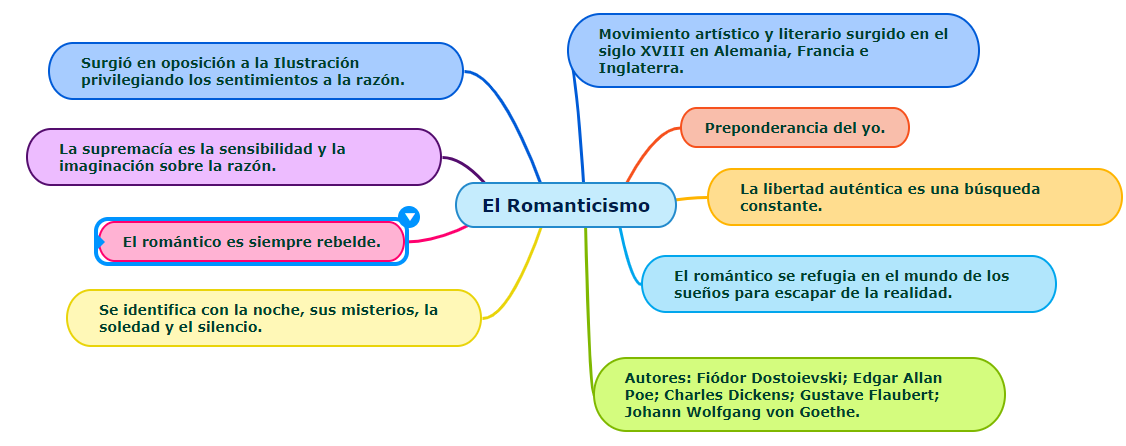 El Romanticismo
Movimiento artístico y literario surgido en el
siglo XVIII en Alemania, Francia e
Inglaterra.
Preponderancia del yo.
La libertad auténtica es una búsqueda
constante.
El romántico se refugia en el mundo de los
sueños para escapar de la realidad.
Autores: Fiódor Dostoievski; Edgar Allan
Poe; Charles Dickens; Gustave Flaubert;
Johann Wolfgang von Goethe.
Surgió en oposición a la Ilustración
privilegiando los sentimientos a la razón.
La supremacía es la sensibilidad y la
imaginación sobre la razón.
El romántico es siempre rebelde.
Se identifica con la noche, sus misterios, la
soledad y el silencio.